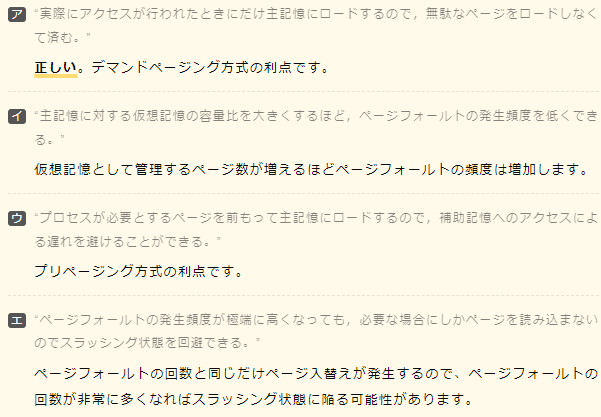 ア “実際にアクセスが行われたときにだけ主記憶にロードするので，無駄なページをロードしなく
て済む。”
正しい。デマンドページング方式の利点です。
イ “主記憶に対する仮想記憶の容量比を大きくするほど，ページフォールトの発生頻度を低くでき
る。”
仮想記憶として管理するページ数が増えるほどページフォールトの頻度は増加します。
ウ “プロセスが必要とするページを前もって主記憶にロードするので，補助記憶へのアクセスによ
る遅れを避けることができる。”
プリページング方式の利点です。
エ “ページフォールトの発生頻度が極端に高くなっても，必要な場合にしかページを読み込まない
のでスラッシング状態を回避できる。”
ページフォールトの回数と同じだけページ入替えが発生するので、ページフォールトの
回数が非常に多くなればスラッシング状態に陥る可能性があります。